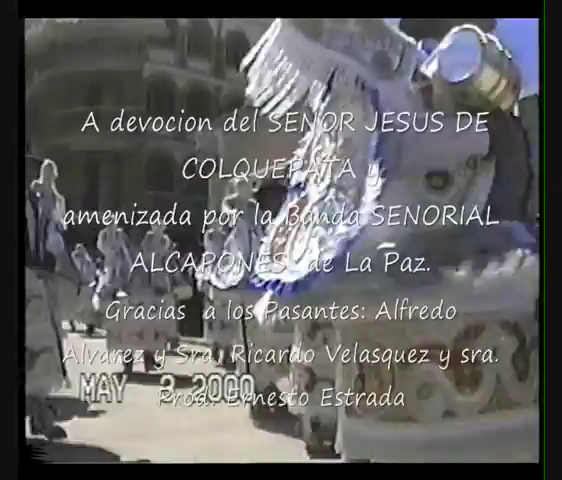 A devocion del SENOR JESUS DE
COLQUEPATA y
amenizada por la Banda SENORIAL
ALCAPONES de La Paz.
Gracias a los Pasantes: Alfredo
Alvarez y Sra, Ricardo Velasquez y sra.
Prod. Ernesto Estrada
MAY 3 2000